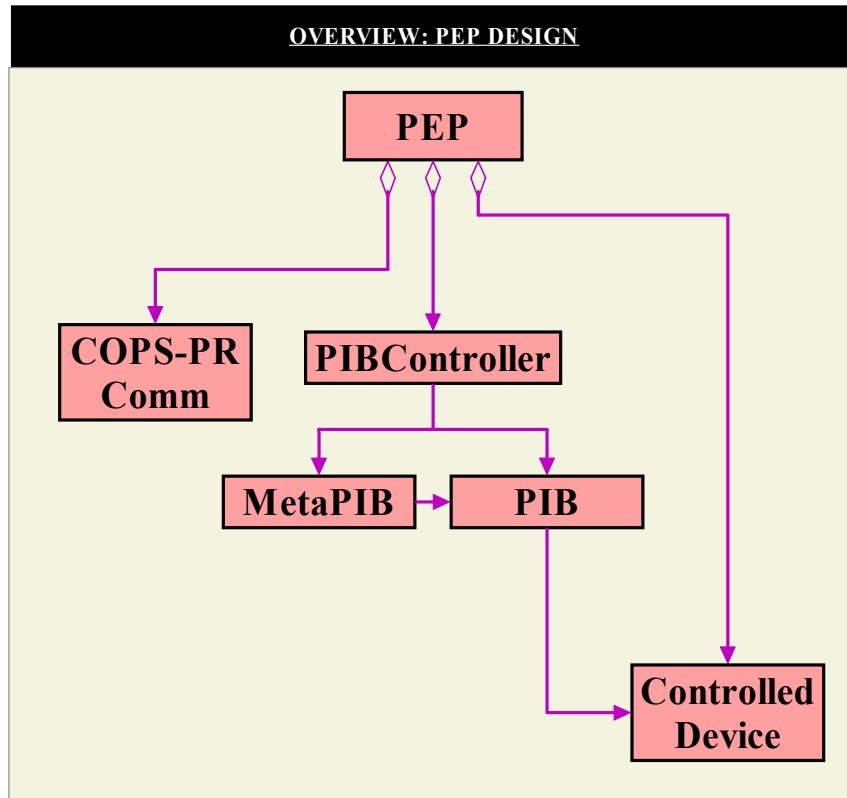 OVERVIEW: PEP DESIGN
PEP
COPS-PR
Comm
PIBController
MetaPIB
PIB
Controlled
Device